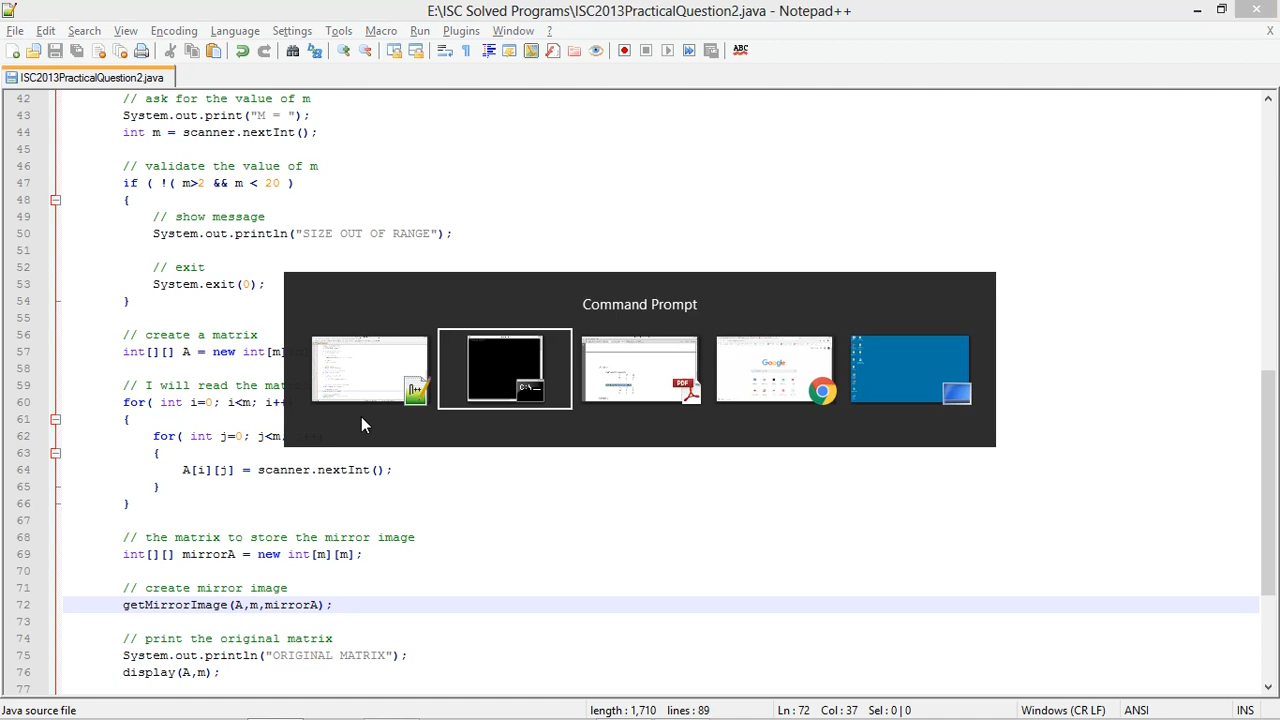 E:\ISC Solved Programs\ISC2013PracticalQuestion2.java - Notepad++
File Edit Search View Encoding Language Settings Tools Macro Run Plugins Window ? X
ABC
ISC2013PracticalQuestion2.java
42 // ask for the value of m
43 System.out.print("M = ");
44 int m = scanner.nextInt();
45
46 // validate the value of m
47 if ( !( m>2 && m < 20 )
48 {
49 // show message
50 System.out.println("SIZE OUT OF RANGE");
51
52 // exit
53 System.exit(0);
54 }
55
56 // create a matrix
57 int[][] A = new int[m]
58
59 // I will read the mat
60 for( int i=0; i<m; i++
61 {
62 for( int j=0; j<m;
63 {
64 A[i][j] = scanner.nextInt();
65 }
66 }
67
68 // the matrix to store the mirror image
69 int[][] mirrorA = new int[m][m];
70
71 // create mirror image
72 getMirrorImage(A,m,mirrorA);
73
74 // print the original matrix
75 System.out.println("ORIGINAL MATRIX");
76 display(A,m);
77
Command Prompt
C:\_
PDF
Google
Java source file length : 1,710 lines : 89 Ln : 72 Col : 37 Sel : 0 | 0 Windows (CR LF) ANSI INS